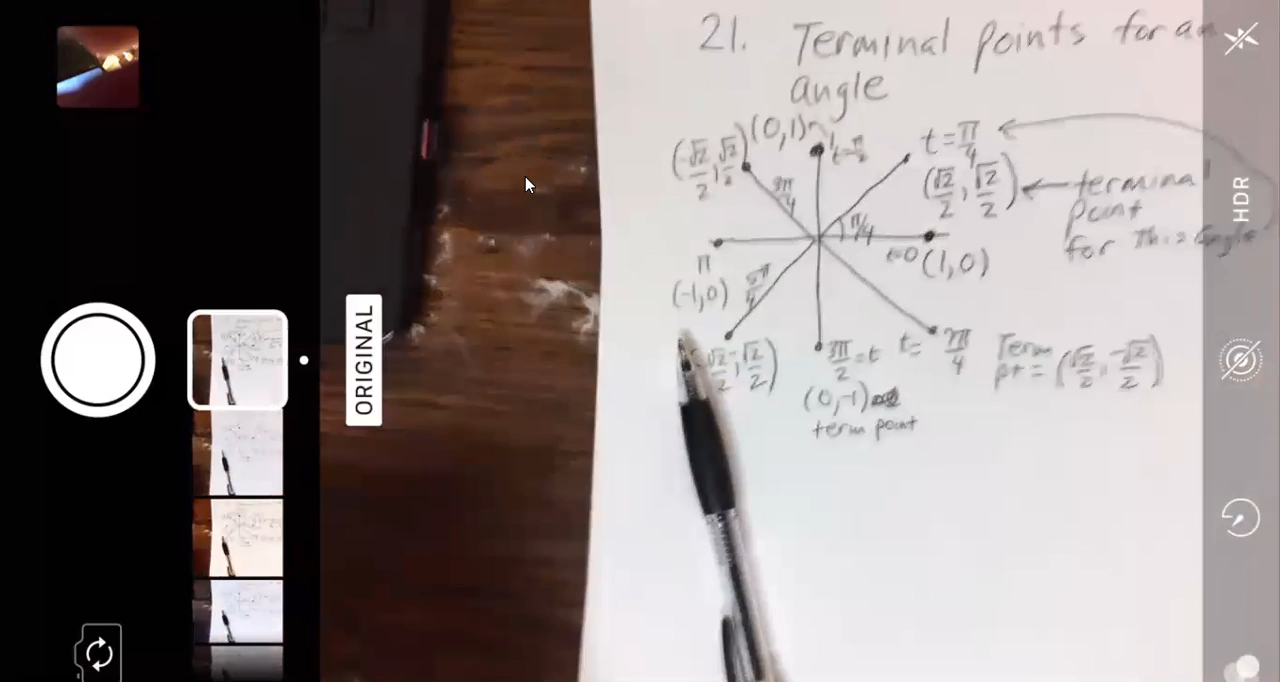 21. Terminal points for an
angle
(0,1)
t=π/2
t=π/4
(-√2/2, √2/2)
(√2/2, √2/2) ← terminal
point
for this angle
3π/4
π/4
t=0 (1,0)
π
(-1,0)
5π/4
√2/2, -√2/2)
3π/2=t
t= 7π/4
Term
pt = (√2/2, -√2/2)
(0,-1)
term point
ORIGINAL
HDR